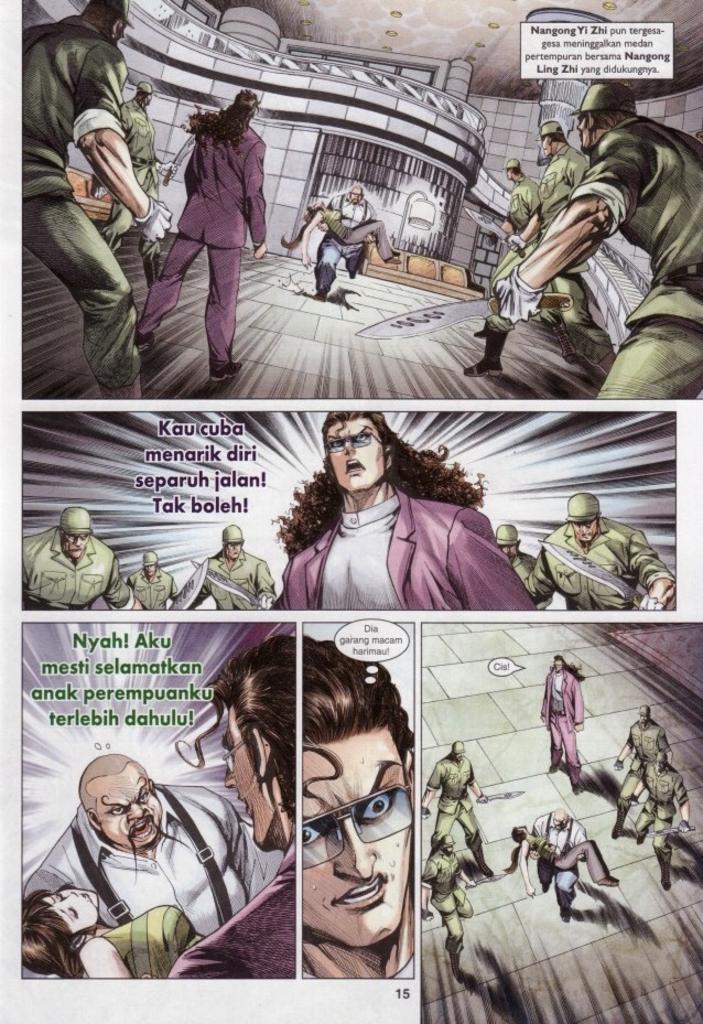 Nangong Yi Zhi pun tergesa-
gesa meninggalkan medan
pertempuran bersama Nangong
Ling Zhi yang didukungnya.
Kau cuba
menarik diri
separuh jalan!
Tak boleh!
Nyah! Aku
mesti selamatkan
anak perempuanku
terlebih dahulu!
Dia
garang macam
harimau!
Cis!
15